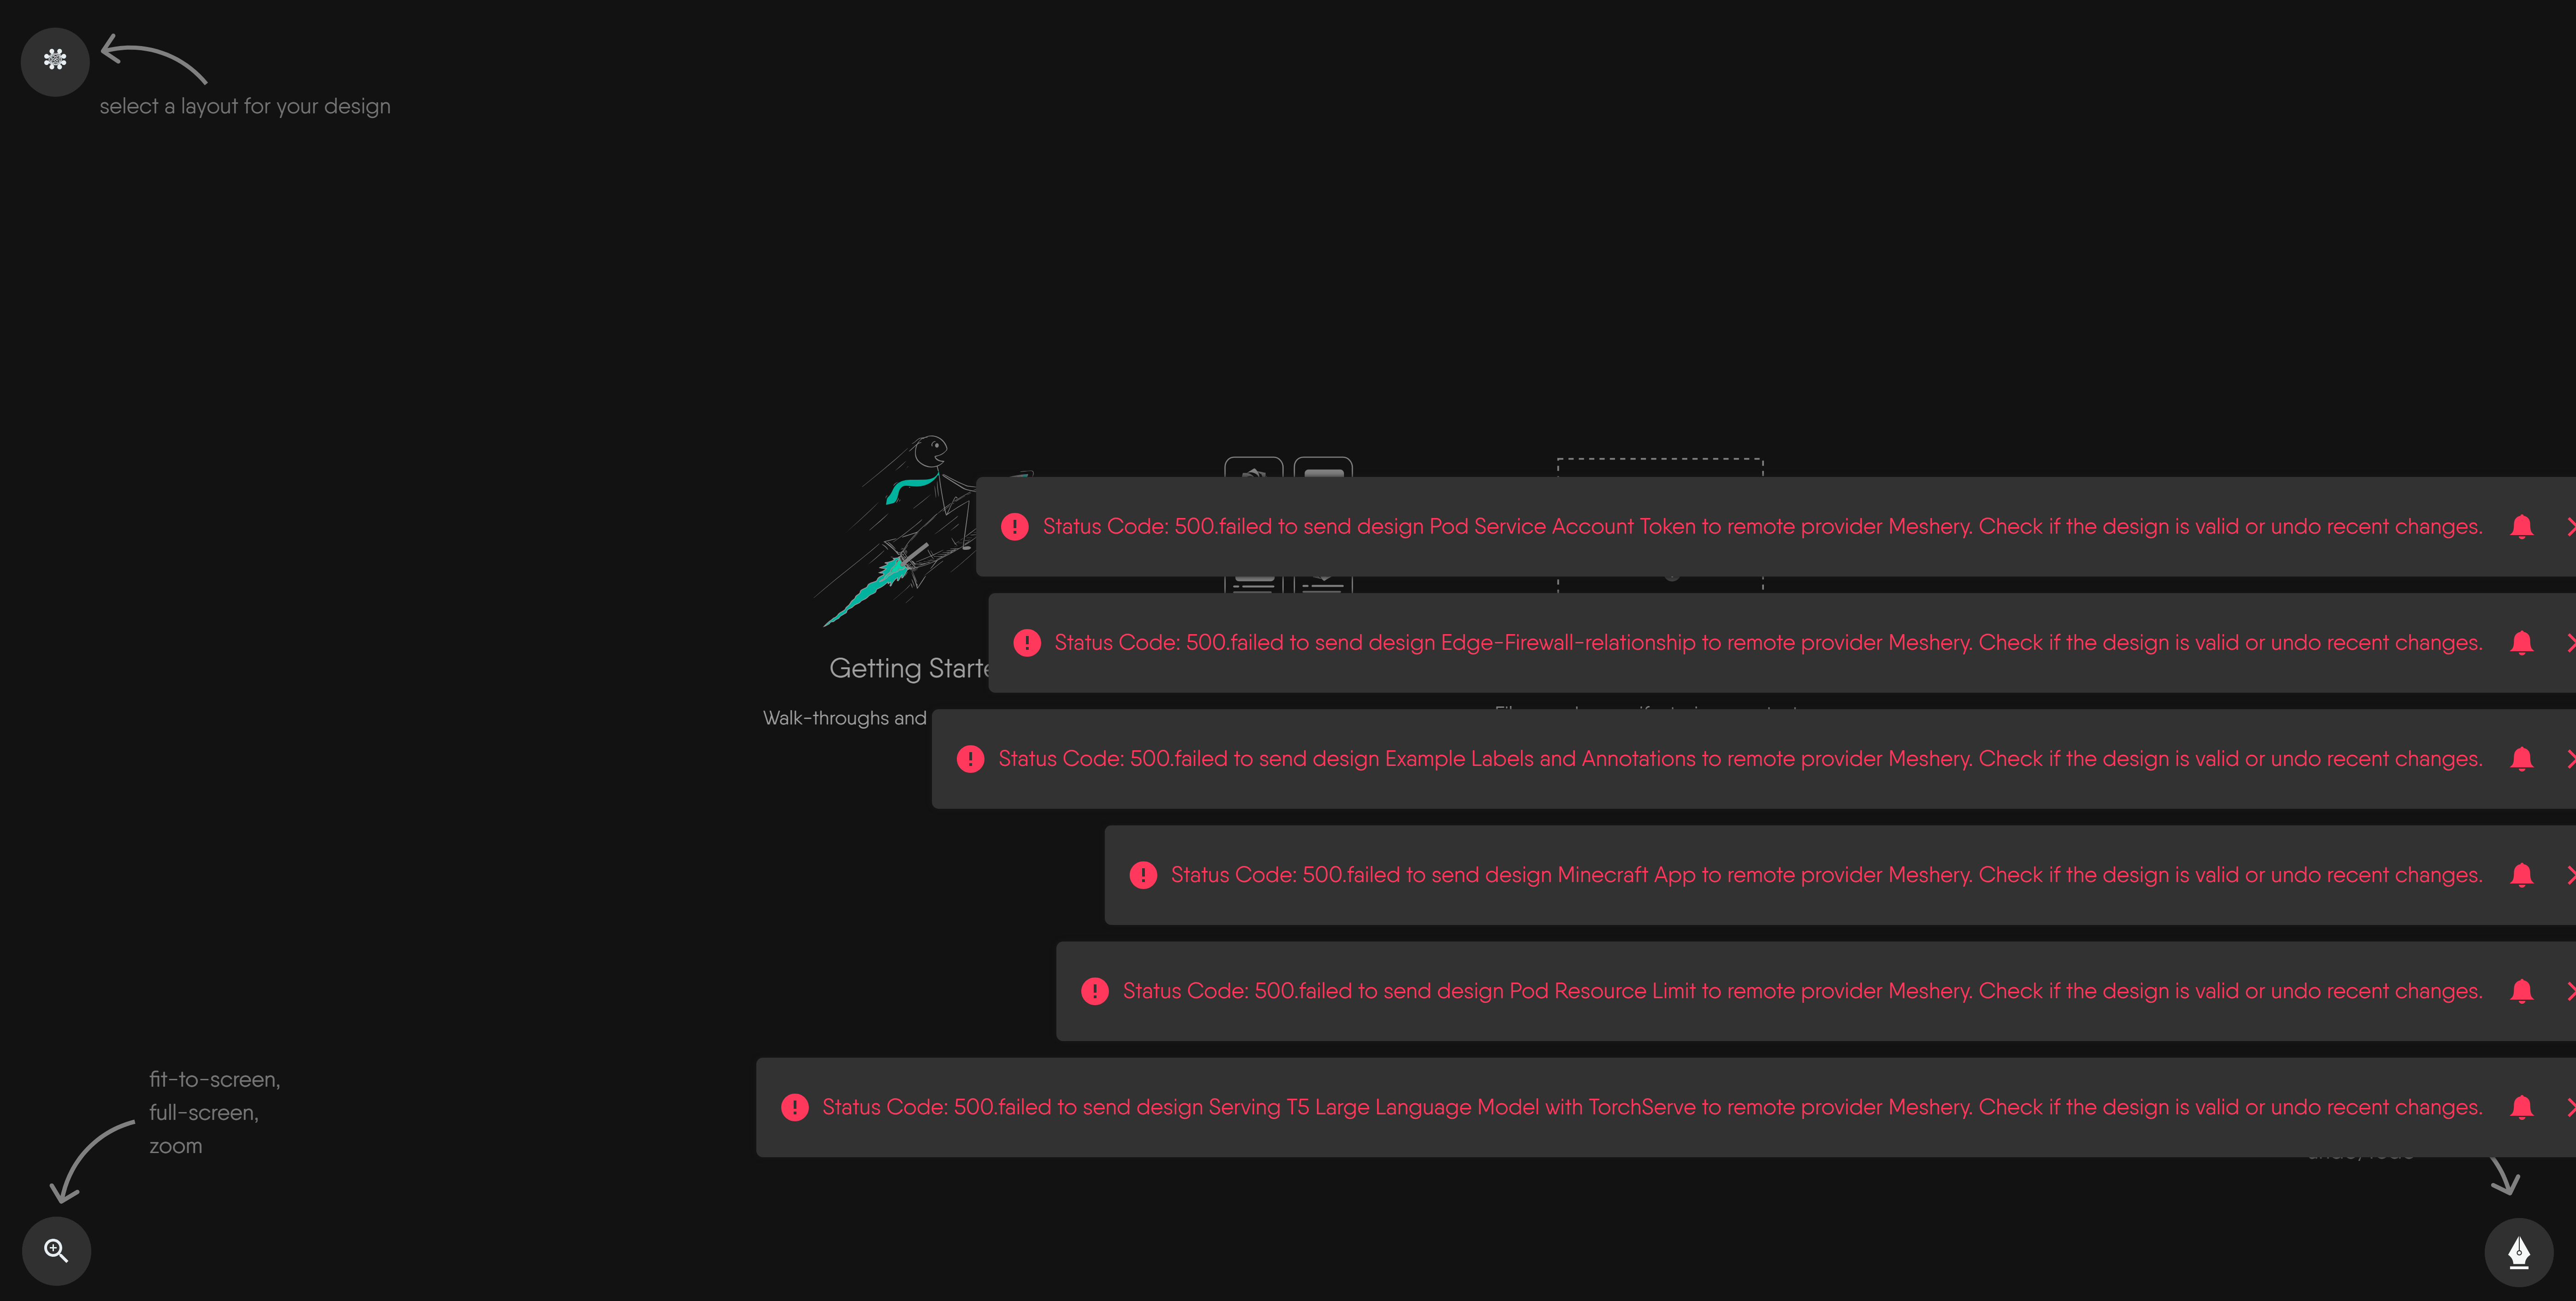 select a layout for your design
Status Code: 500.failed to send design Pod Service Account Token to remote provider Meshery. Check if the design is valid or undo recent changes.
Status Code: 500.failed to send design Edge-Firewall-relationship to remote provider Meshery. Check if the design is valid or undo recent changes.
Getting Starte
Walk-throughs and
Status Code: 500.failed to send design Example Labels and Annotations to remote provider Meshery. Check if the design is valid or undo recent changes.
Status Code: 500.failed to send design Minecraft App to remote provider Meshery. Check if the design is valid or undo recent changes.
Status Code: 500.failed to send design Pod Resource Limit to remote provider Meshery. Check if the design is valid or undo recent changes.
Status Code: 500.failed to send design Serving T5 Large Language Model with TorchServe to remote provider Meshery. Check if the design is valid or undo recent changes.
fit-to-screen,
full-screen,
zoom